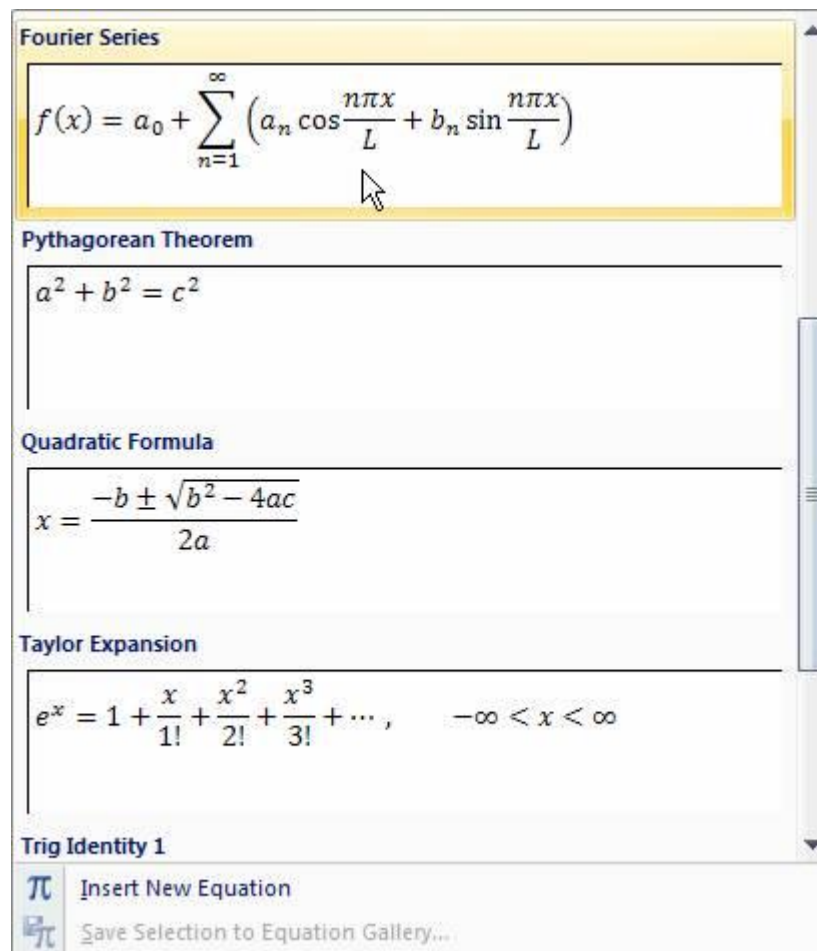 Fourier Series
f(x) = a₀ + ∑_{n=1}^{∞} (aₙ cos nπx/L + bₙ sin nπx/L)
Pythagorean Theorem
a² + b² = c²
Quadratic Formula
x = (−b ± √(b² − 4ac))/2a
Taylor Expansion
eˣ = 1 + x/1! + x²/2! + x³/3! + ⋯ , −∞ < x < ∞
Trig Identity 1
π Insert New Equation
π Save Selection to Equation Gallery...